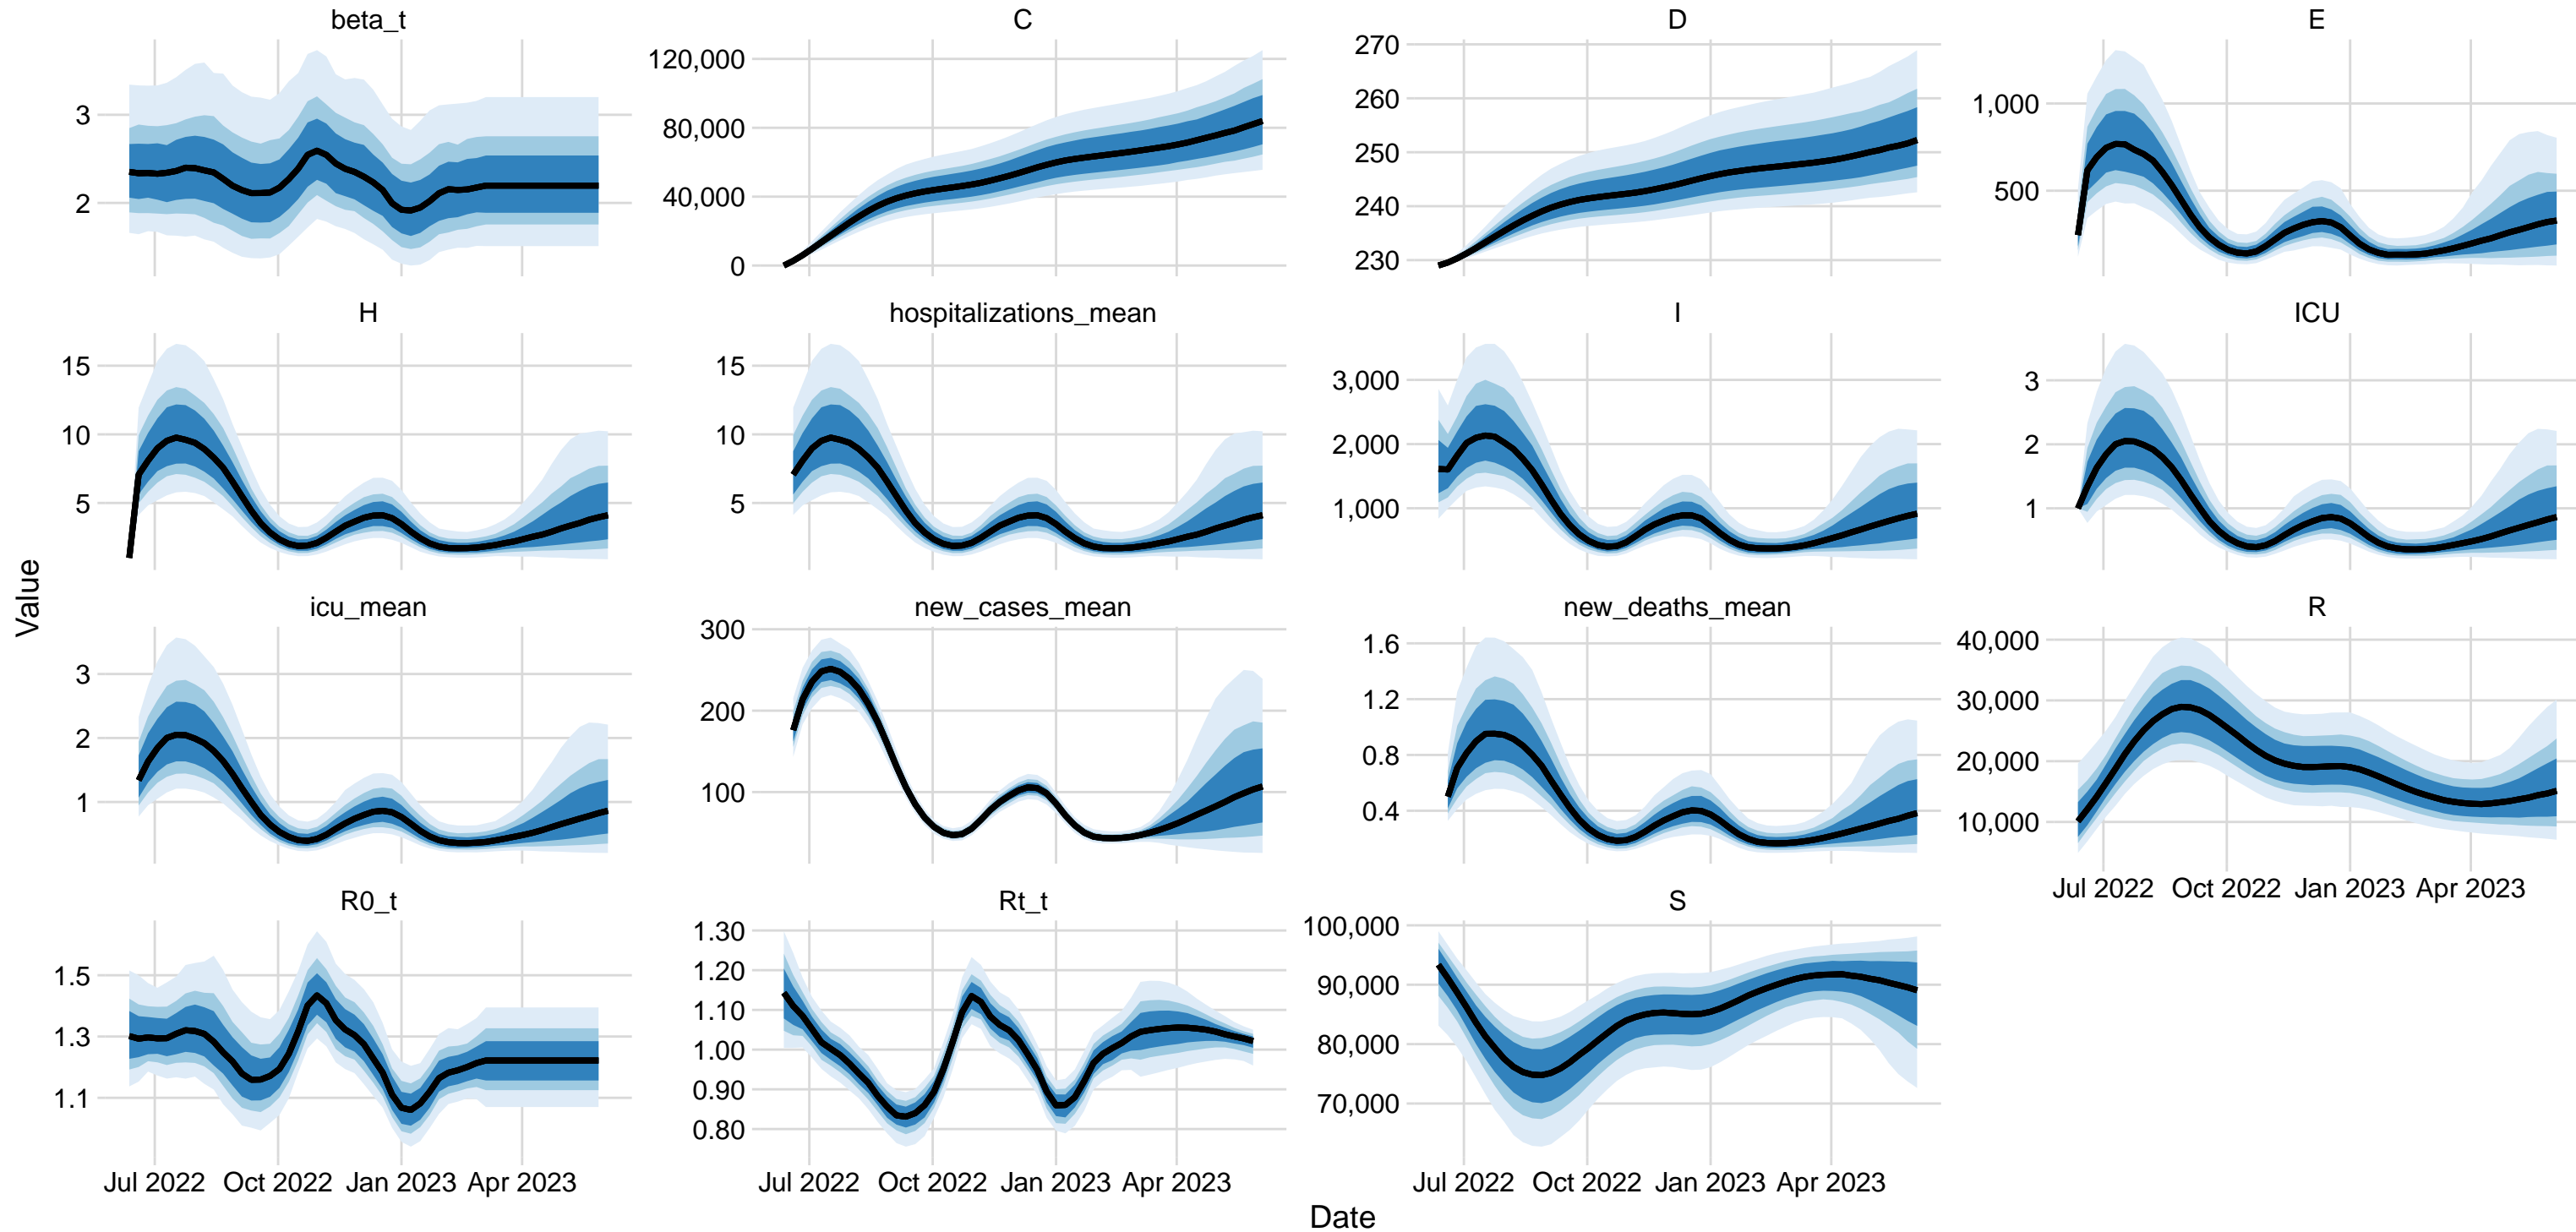 beta_t
C
D
E
3
2
120,000
80,000
40,000
0
270
260
250
240
230
1,000
500
H
hospitalizations_mean
I
ICU
15
10
5
15
10
5
3,000
2,000
1,000
3
2
1
icu_mean
new_cases_mean
new_deaths_mean
R
3
2
1
300
200
100
1.6
1.2
0.8
0.4
40,000
30,000
20,000
10,000
Jul 2022 Oct 2022 Jan 2023 Apr 2023
R0_t
Rt_t
S
1.5
1.3
1.1
1.30
1.20
1.10
1.00
0.90
0.80
100,000
90,000
80,000
70,000
Jul 2022 Oct 2022 Jan 2023 Apr 2023
Jul 2022 Oct 2022 Jan 2023 Apr 2023
Jul 2022 Oct 2022 Jan 2023 Apr 2023
Value
Date